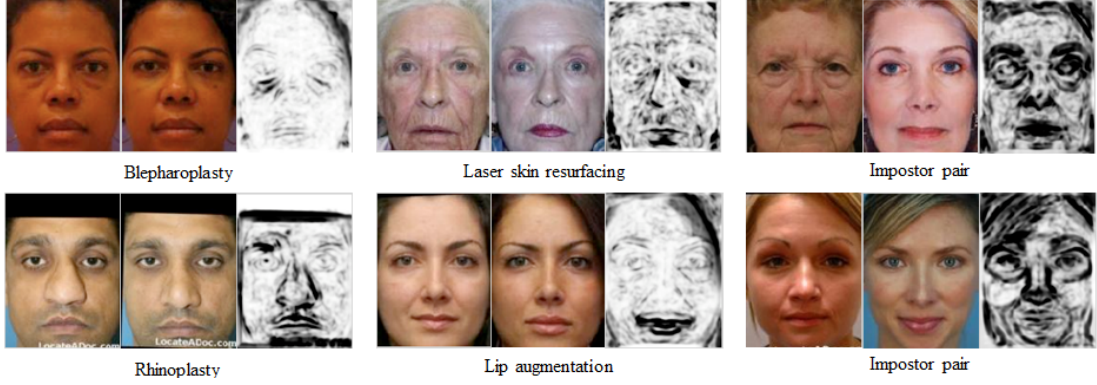 Blepharoplasty
Laser skin resurfacing
Impostor pair
LocateADoc.com
LocateADoc.com
Rhinoplasty
Lip augmentation
Impostor pair